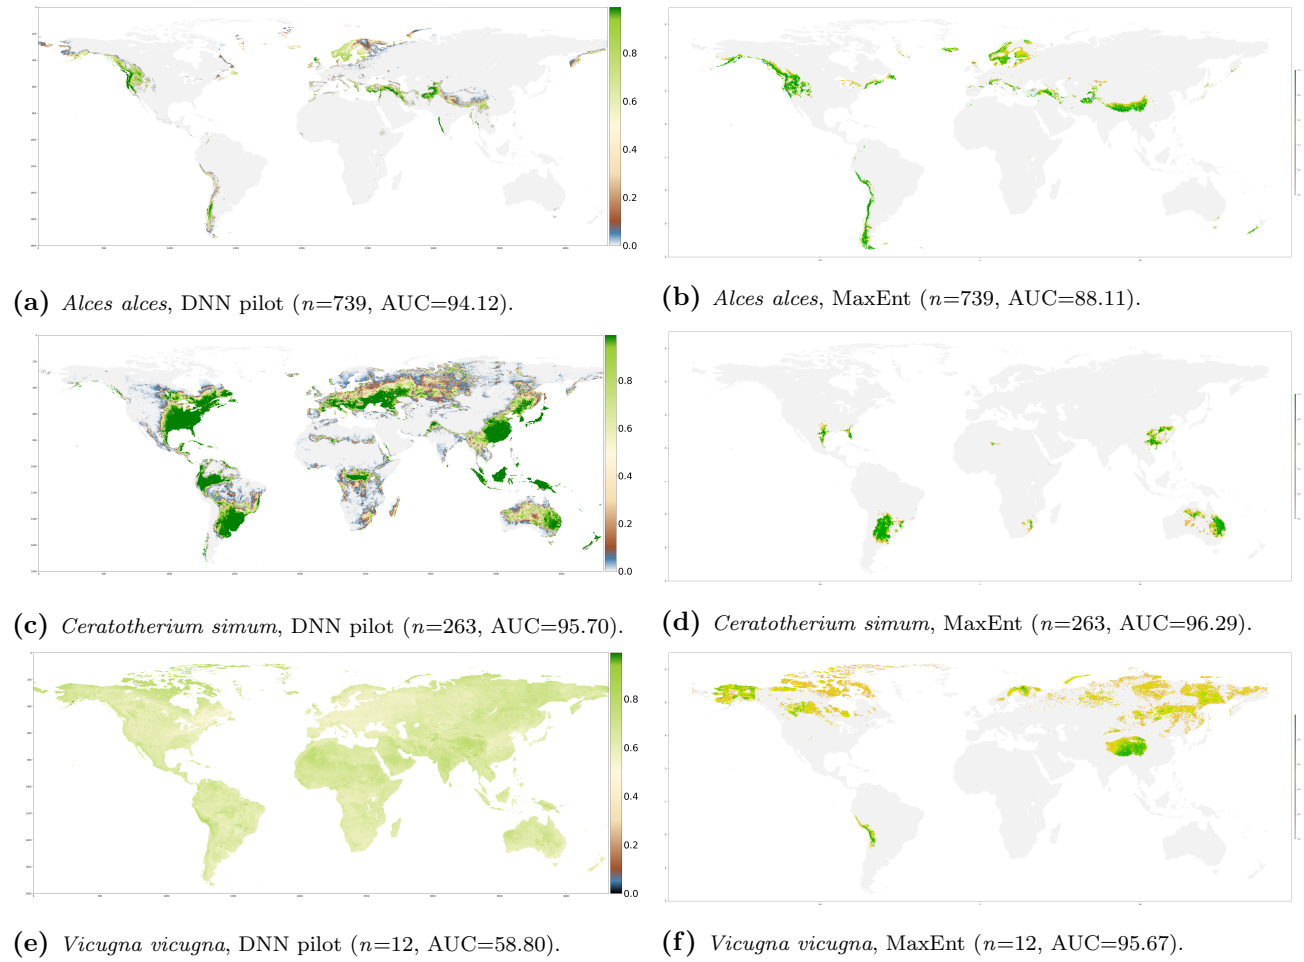 0.8
0.6
0.4
0.2
0.0
(a) Alces alces, DNN pilot (n=739, AUC=94.12).
(b) Alces alces, MaxEnt (n=739, AUC=88.11).
0.8
0.6
0.4
0.2
0.0
(c) Ceratotherium simum, DNN pilot (n=263, AUC=95.70).
(d) Ceratotherium simum, MaxEnt (n=263, AUC=96.29).
0.8
0.6
0.4
0.2
0.0
(e) Vicugna vicugna, DNN pilot (n=12, AUC=58.80).
(f) Vicugna vicugna, MaxEnt (n=12, AUC=95.67).